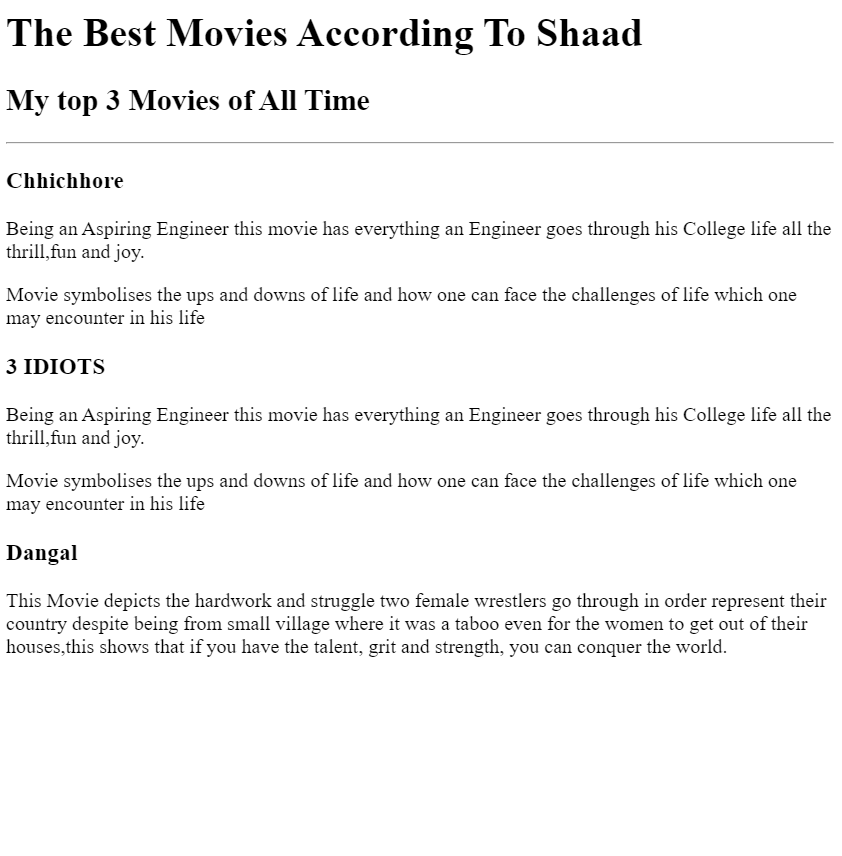 The Best Movies According To Shaad
My top 3 Movies of All Time
Chhichhore
Being an Aspiring Engineer this movie has everything an Engineer goes through his College life all the
thrill,fun and joy.
Movie symbolises the ups and downs of life and how one can face the challenges of life which one
may encounter in his life
3 IDIOTS
Being an Aspiring Engineer this movie has everything an Engineer goes through his College life all the
thrill,fun and joy.
Movie symbolises the ups and downs of life and how one can face the challenges of life which one
may encounter in his life
Dangal
This Movie depicts the hardwork and struggle two female wrestlers go through in order represent their
country despite being from small village where it was a taboo even for the women to get out of their
houses,this shows that if you have the talent, grit and strength, you can conquer the world.